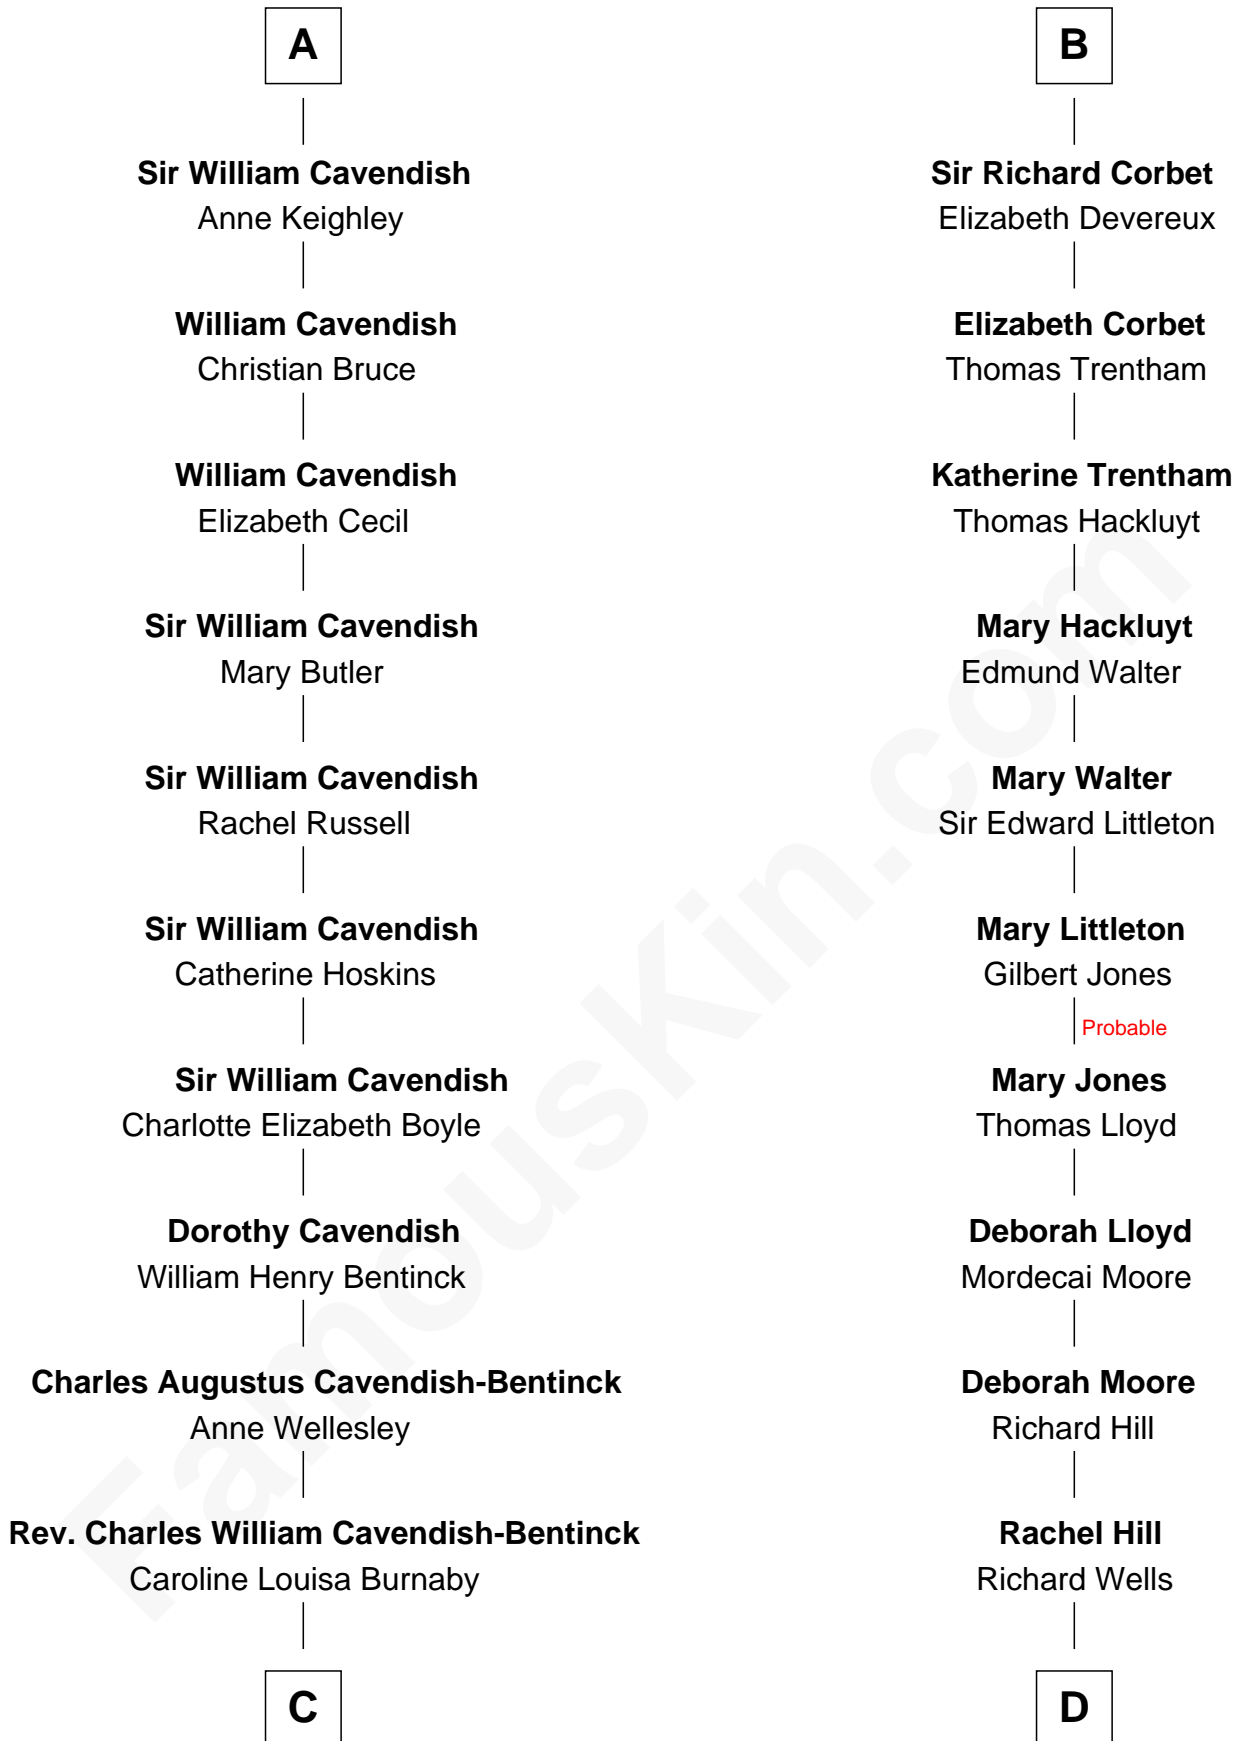 A
Sir William Cavendish
Anne Keighley
William Cavendish
Christian Bruce
William Cavendish
Elizabeth Cecil
Sir William Cavendish
Mary Butler
Sir William Cavendish
Rachel Russell
Sir William Cavendish
Catherine Hoskins
Sir William Cavendish
Charlotte Elizabeth Boyle
Dorothy Cavendish
William Henry Bentinck
Charles Augustus Cavendish-Bentinck
Anne Wellesley
Rev. Charles William Cavendish-Bentinck
Caroline Louisa Burnaby
C
B
Sir Richard Corbet
Elizabeth Devereux
Elizabeth Corbet
Thomas Trentham
Katherine Trentham
Thomas Hackluyt
Mary Hackluyt
Edmund Walter
Mary Walter
Sir Edward Littleton
Mary Littleton
Gilbert Jones
Probable
Mary Jones
Thomas Lloyd
Deborah Lloyd
Mordecai Moore
Deborah Moore
Richard Hill
Rachel Hill
Richard Wells
D
FamousKin.com